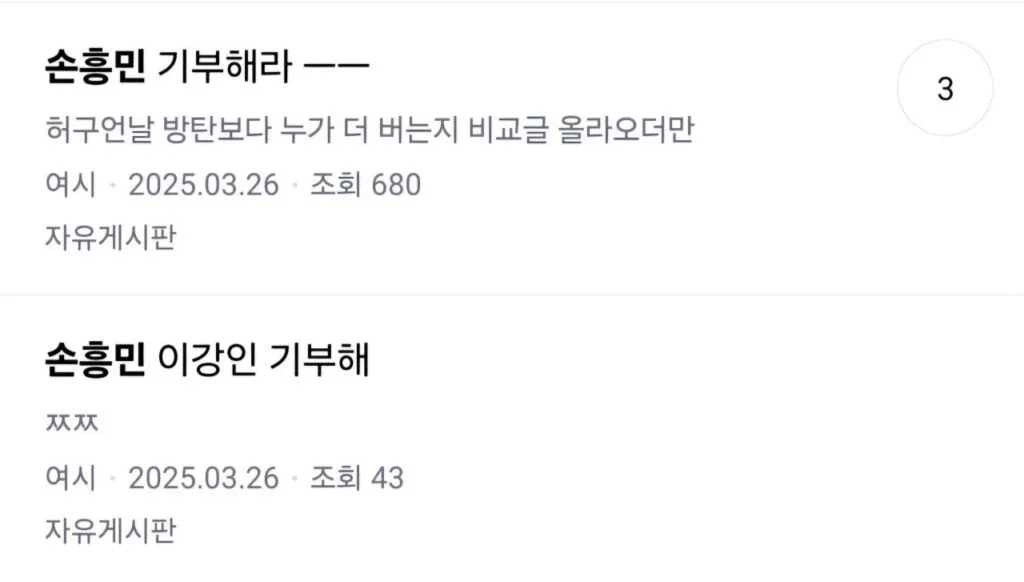 손흥민 기부해라 ㅡㅡ
3
허구언날 방탄보다 누가 더 버는지 비교글 올라오더만
여시 · 2025.03.26 · 조회 680
자유게시판
손흥민 이강인 기부해
ㅉㅉ
여시 · 2025.03.26 · 조회 43
자유게시판